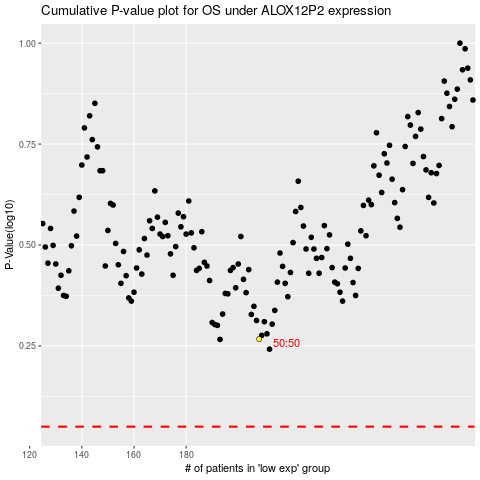 Cumulative P-value plot for OS under ALOX12P2 expression
P-Value(log10)
1.00
0.75
0.50
0.25
50:50
120 140 160 180
# of patients in 'low exp' group